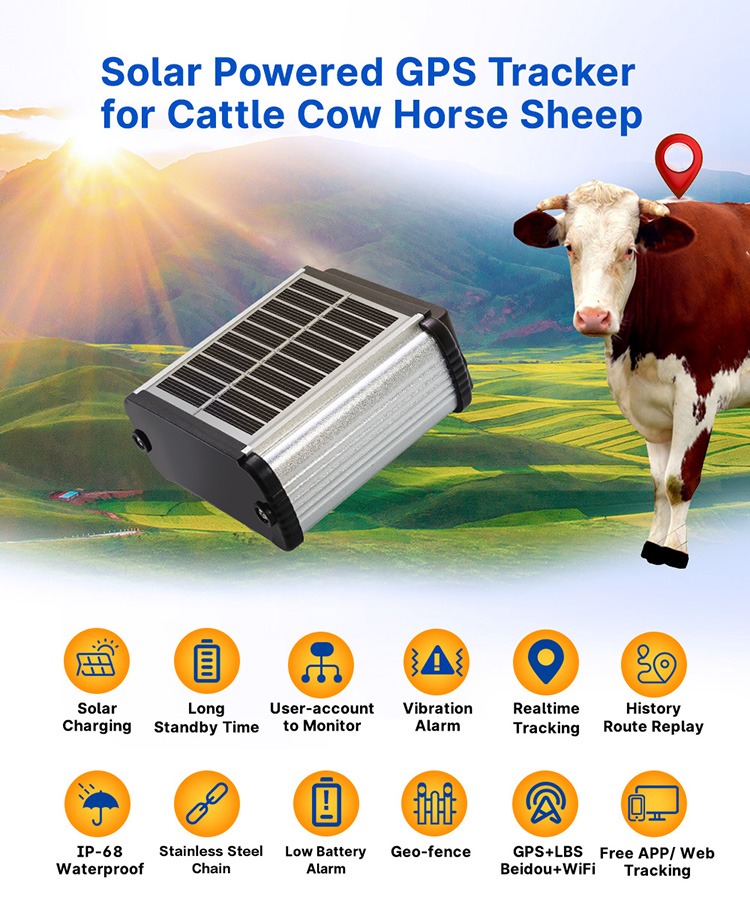 Solar Powered GPS Tracker
for Cattle Cow Horse Sheep
Solar
Charging
Long
Standby Time
User-account
to Monitor
Vibration
Alarm
Realtime
Tracking
History
Route Replay
IP-68
Waterproof
Stainless Steel
Chain
Low Battery
Alarm
Geo-fence
GPS+LBS
Beidou+WiFi
Free APP/ Web
Tracking